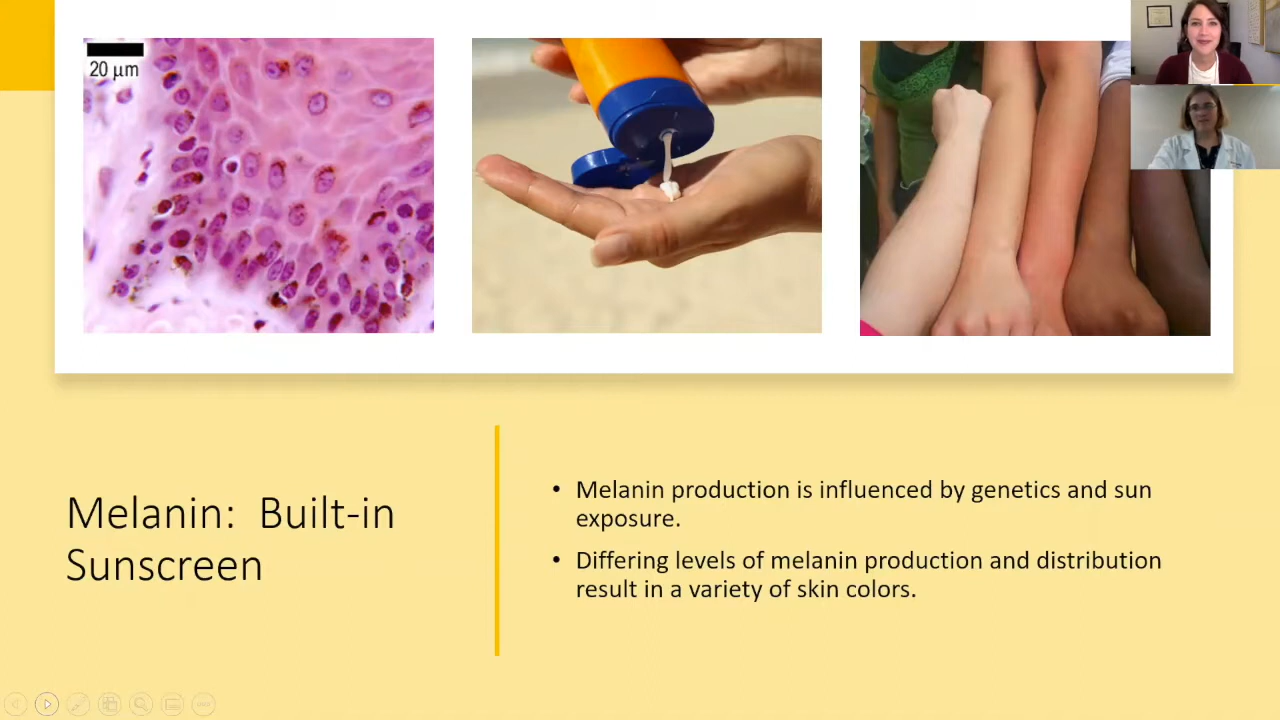 20 µm
Melanin:  Built-in
Sunscreen
• Melanin production is influenced by genetics and sun
exposure.
• Differing levels of melanin production and distribution
result in a variety of skin colors.